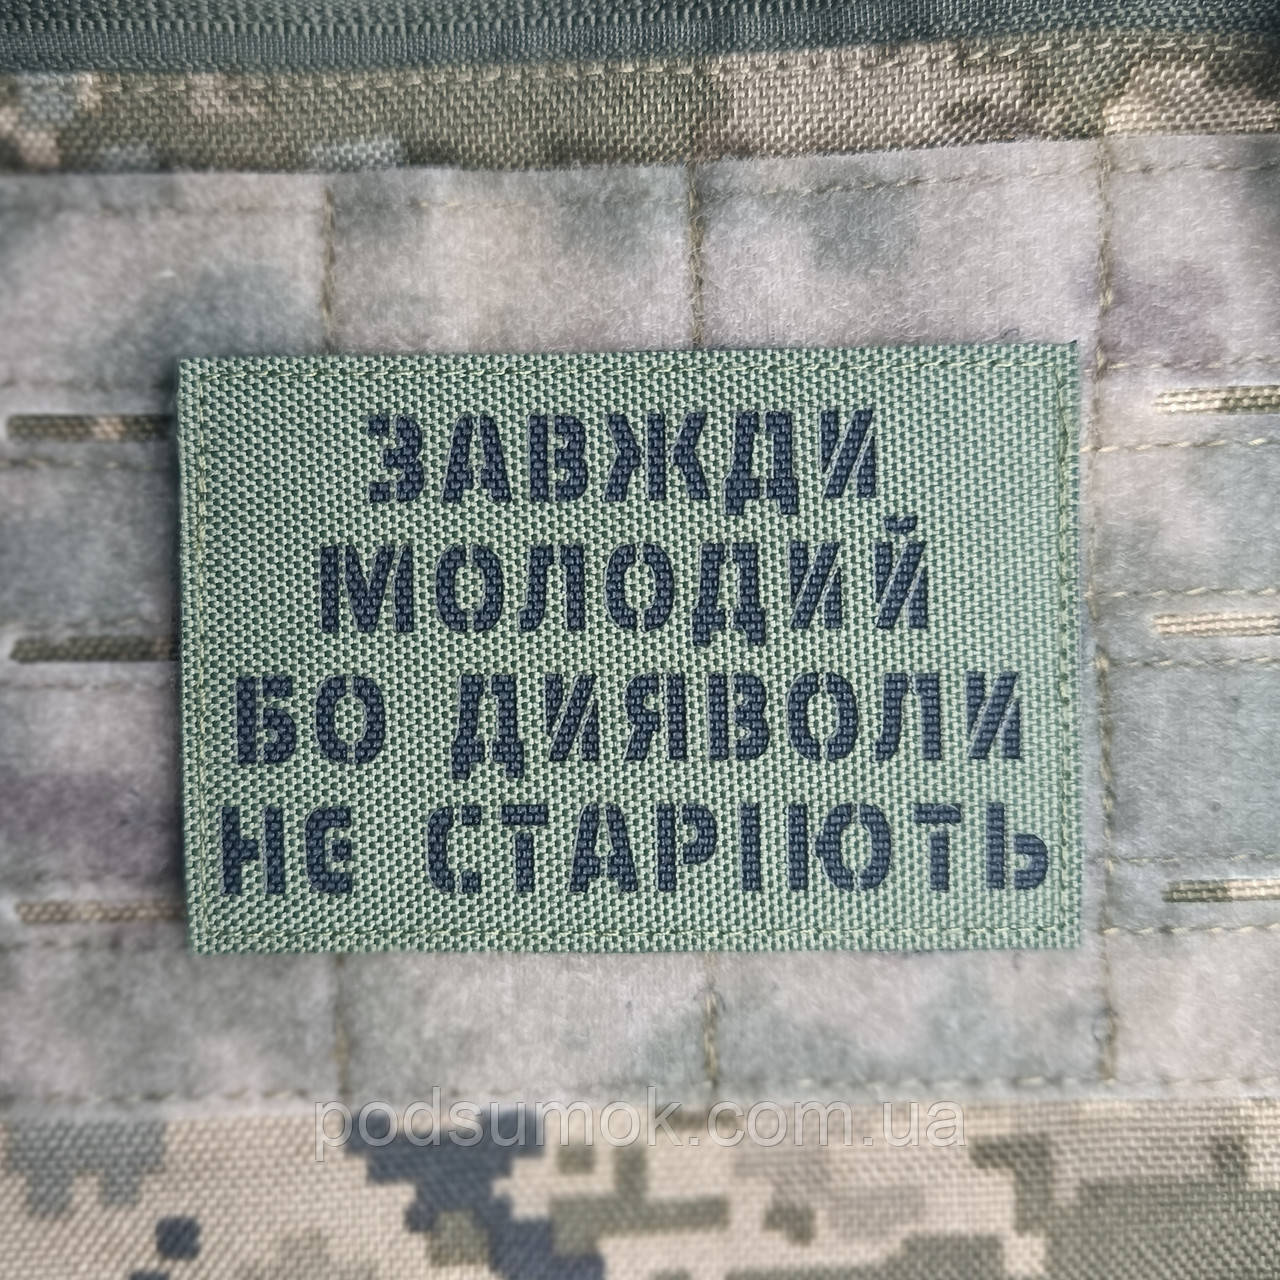 ЗАВЖДИ
МОЛОДИЙ
БО ДИЯВОЛИ
НЕ СТАРІЮТЬ
podsumok.com.ua